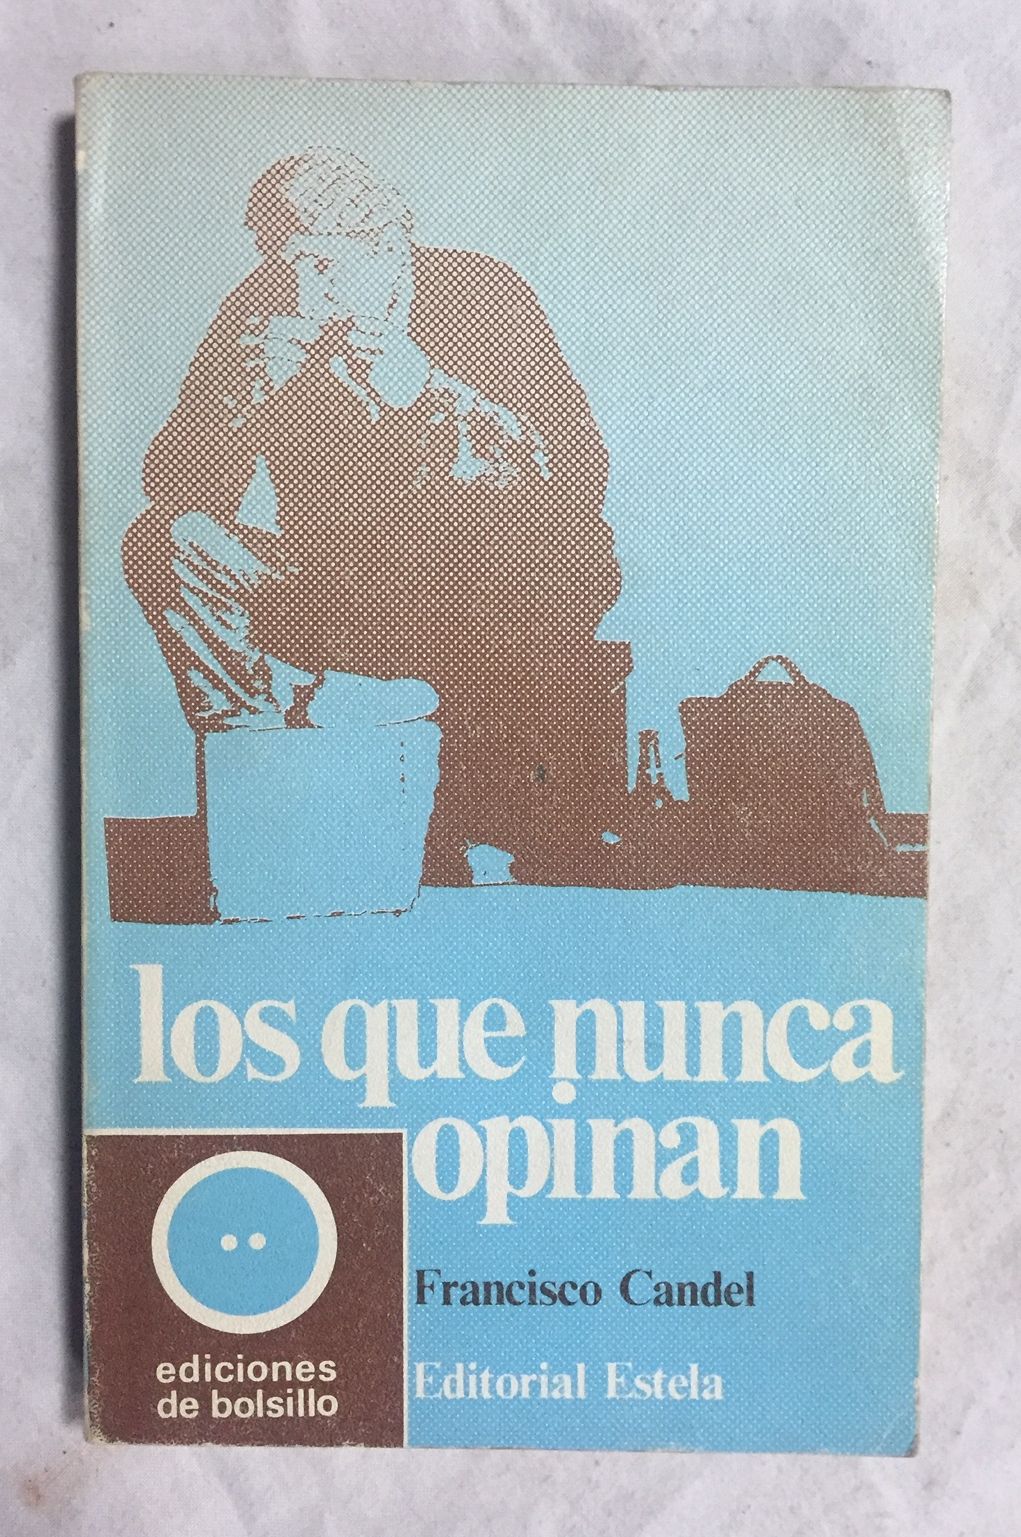 los que nunca
opinan
Francisco Candel
Editorial Estela
ediciones
de bolsillo